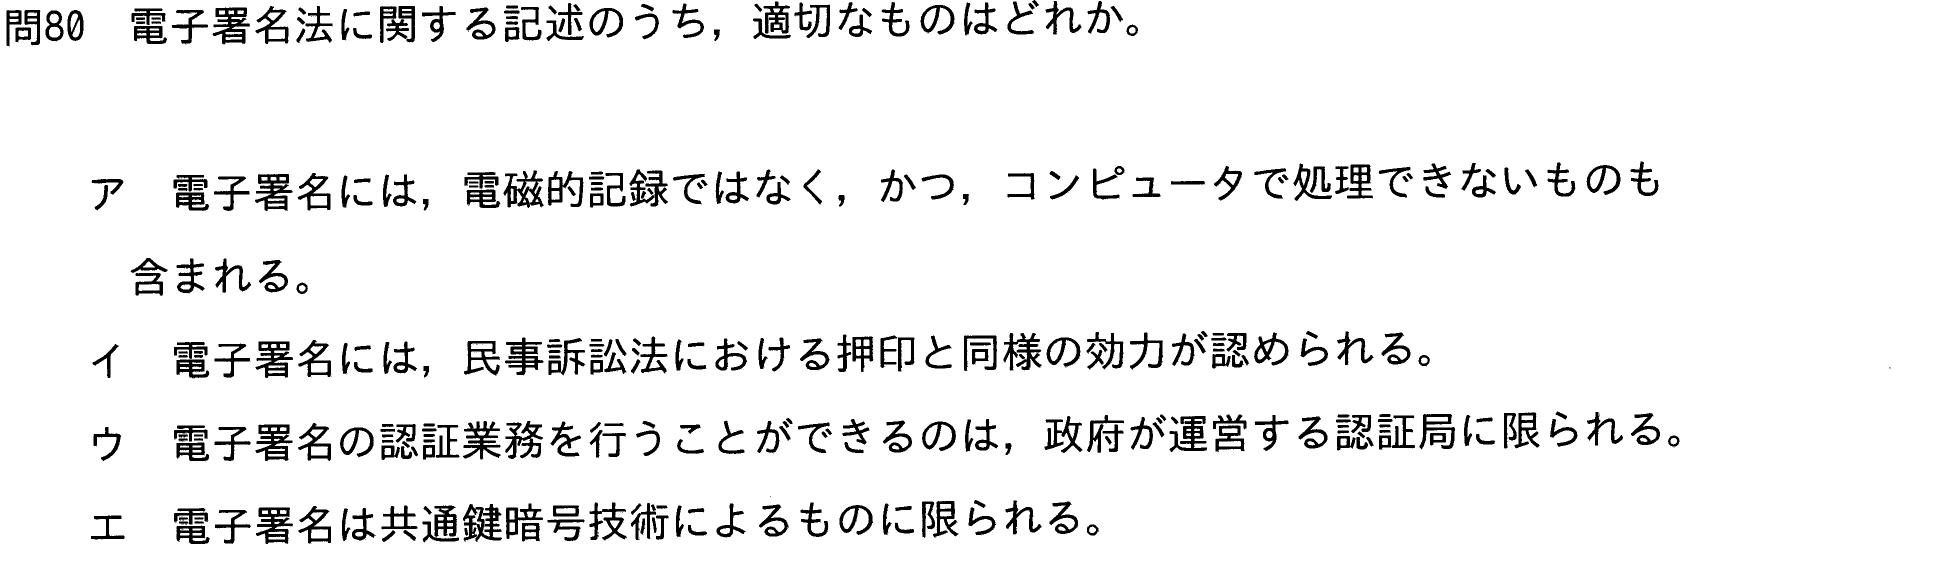 問80　電子署名法に関する記述のうち，適切なものはどれか。
ア　電子署名には，電磁的記録ではなく，かつ，コンピュータで処理できないものも
含まれる。
イ　電子署名には，民事訴訟法における押印と同様の効力が認められる。
ウ　電子署名の認証業務を行うことができるのは，政府が運営する認証局に限られる。
エ　電子署名は共通鍵暗号技術によるものに限られる。